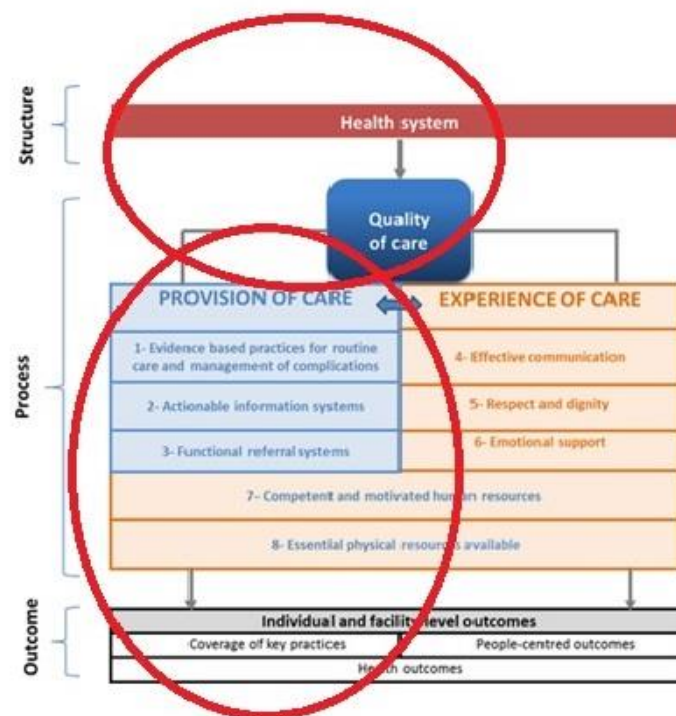 Structure
Health system
Quality
of care
Process
PROVISION OF CARE
EXPERIENCE OF CARE
1- Evidence based practices for routine
care and management of complications
4- Effective communication
2- Actionable information systems
5- Respect and dignity
3- Functional referral systems
6- Emotional support
7- Competent and motivated human resources
8- Essential physical resources available
Outcome
Individual and facility-level outcomes
Coverage of key practices
People-centred outcomes
Health outcomes